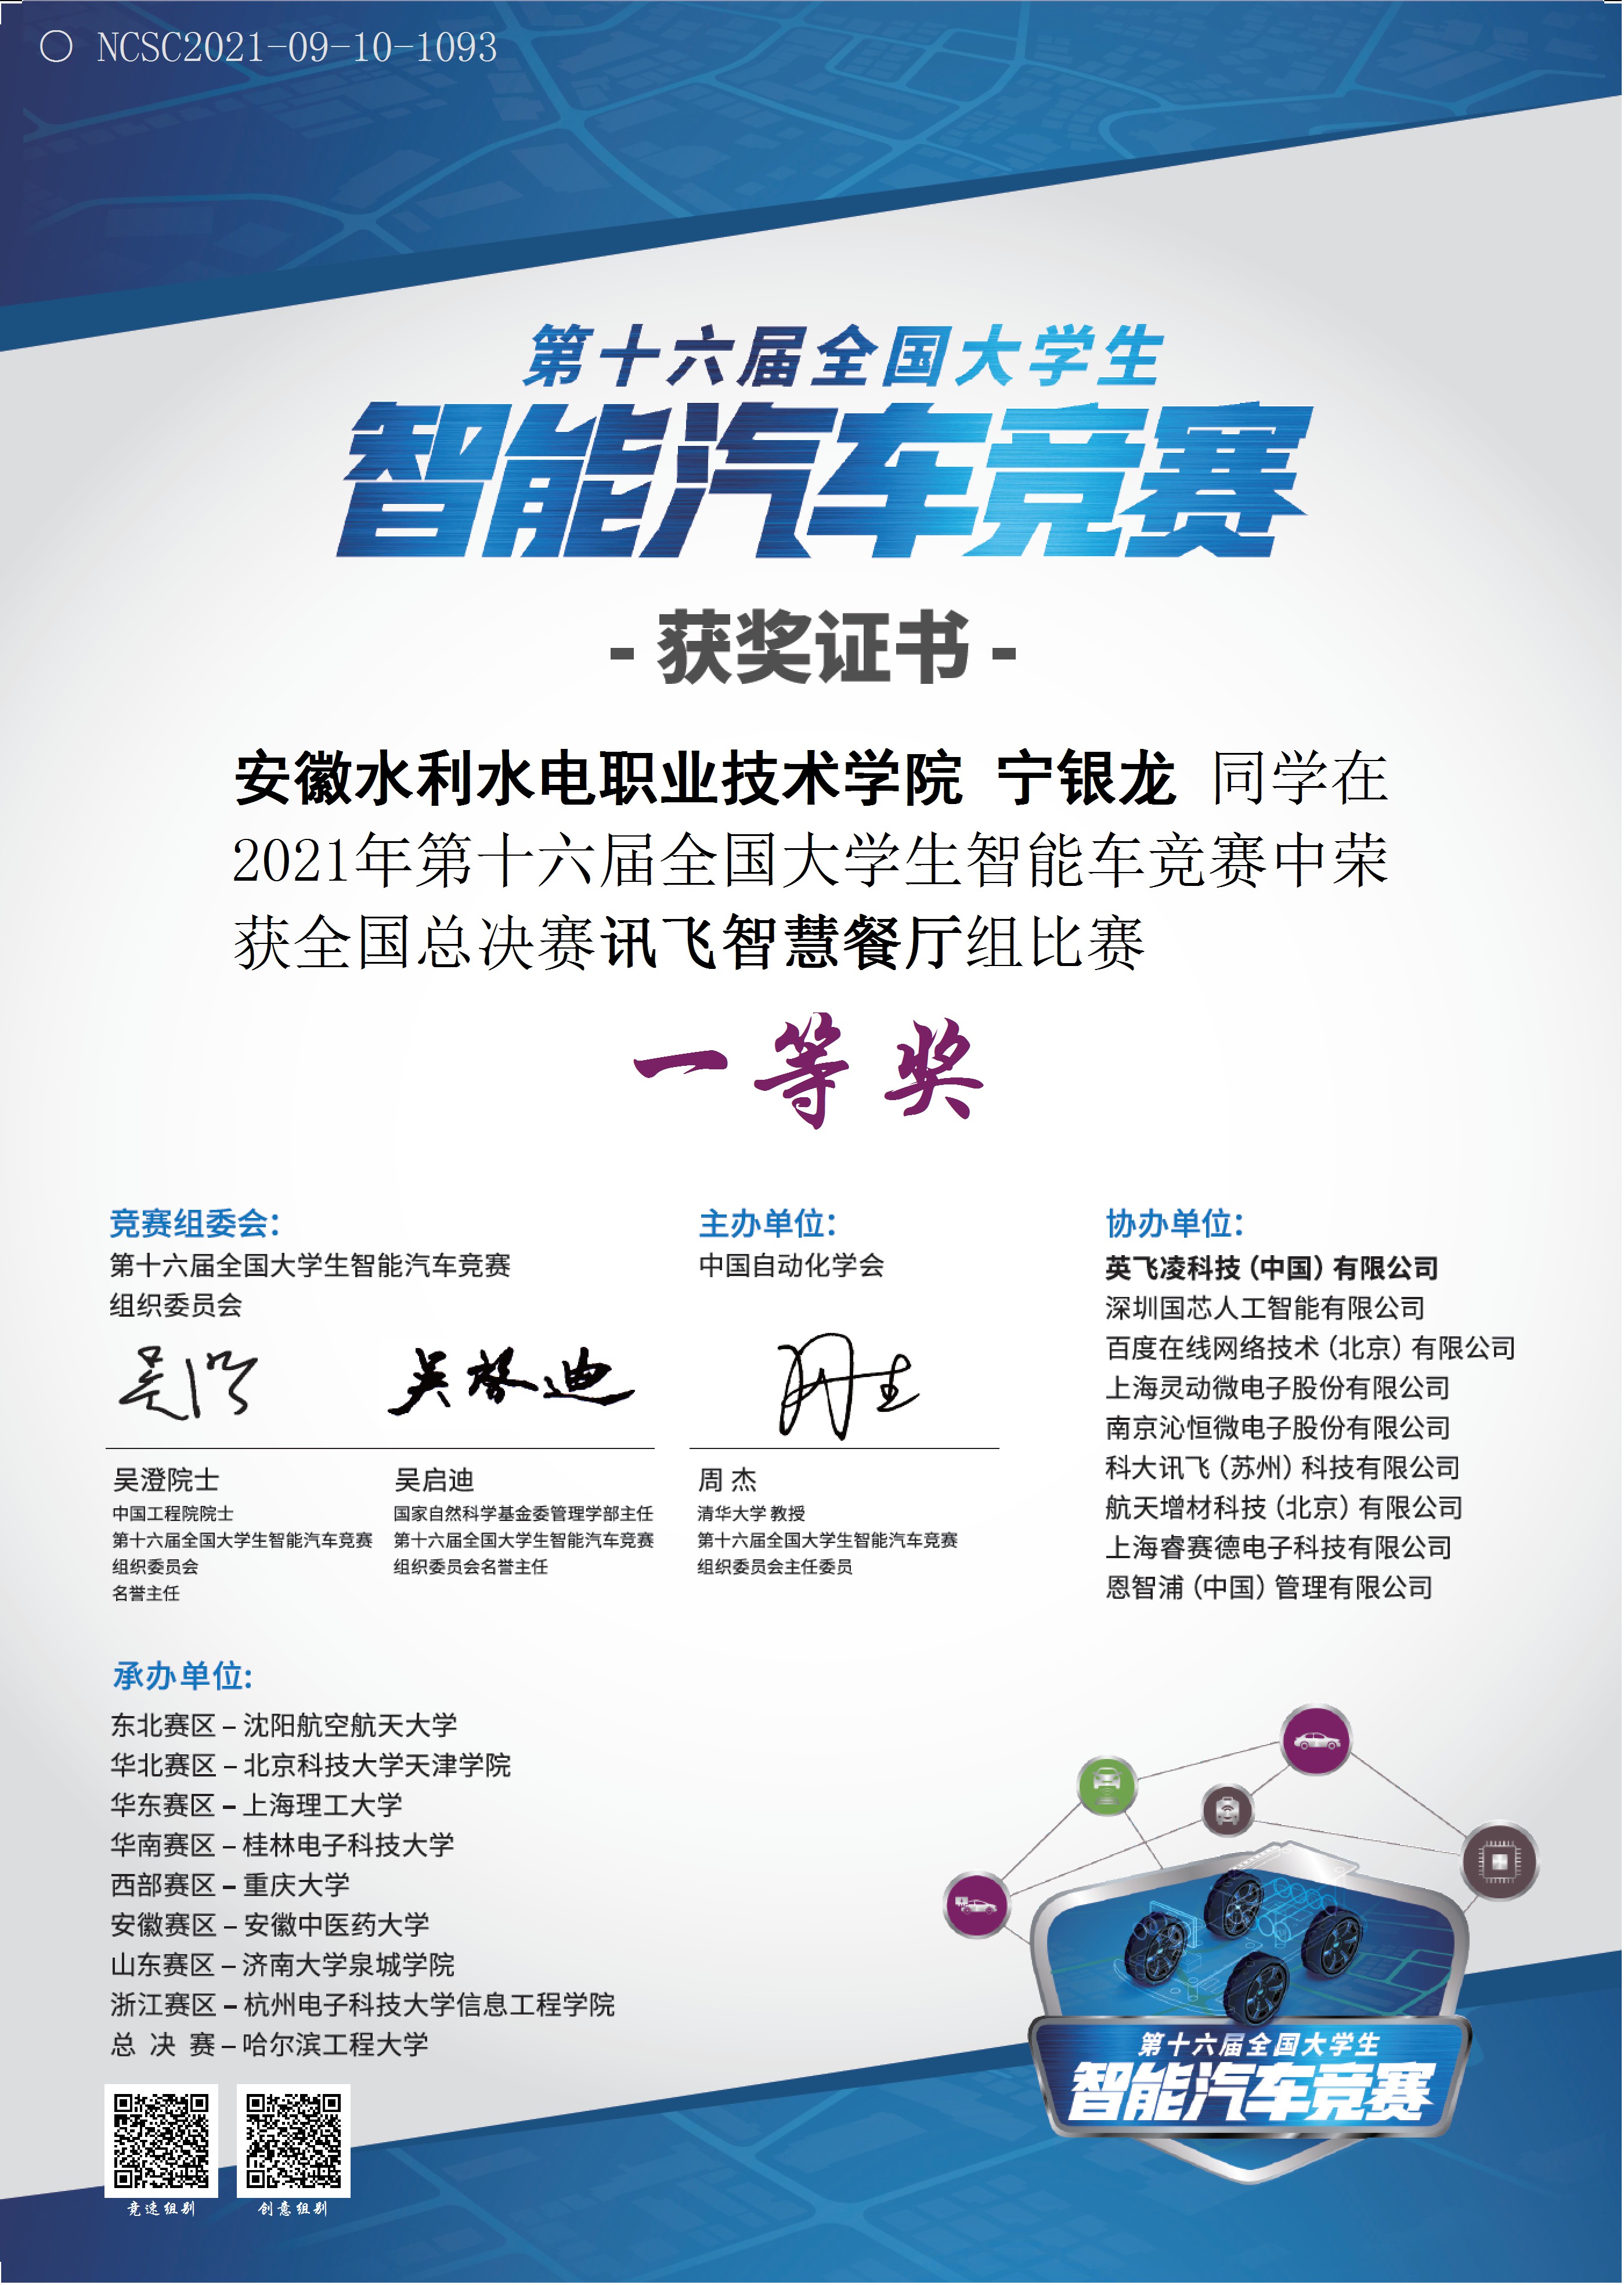 ○ NCSC2021-09-10-1093
第十六届全国大学生
智能汽车竞赛
- 获奖证书 -
安徽水利水电职业技术学院 宁银龙 同学在
2021年第十六届全国大学生智能车竞赛中荣
获全国总决赛讯飞智慧餐厅组比赛
一等奖
竞赛组委会：
第十六届全国大学生智能汽车竞赛
组织委员会
吴澄
吴启迪
吴澄院士
中国工程院院士
第十六届全国大学生智能汽车竞赛
组织委员会
名誉主任
吴启迪
国家自然科学基金委管理学部主任
第十六届全国大学生智能汽车竞赛
组织委员会名誉主任
主办单位：
中国自动化学会
周杰
周 杰
清华大学 教授
第十六届全国大学生智能汽车竞赛
组织委员会主任委员
协办单位：
英飞凌科技（中国）有限公司
深圳国芯人工智能有限公司
百度在线网络技术（北京）有限公司
上海灵动微电子股份有限公司
南京沁恒微电子股份有限公司
科大讯飞（苏州）科技有限公司
航天增材科技（北京）有限公司
上海睿赛德电子科技有限公司
恩智浦（中国）管理有限公司
承办单位：
东北赛区 – 沈阳航空航天大学
华北赛区 – 北京科技大学天津学院
华东赛区 – 上海理工大学
华南赛区 – 桂林电子科技大学
西部赛区 – 重庆大学
安徽赛区 – 安徽中医药大学
山东赛区 – 济南大学泉城学院
浙江赛区 – 杭州电子科技大学信息工程学院
总 决 赛 – 哈尔滨工程大学
竞速组别
创意组别
第十六届全国大学生
智能汽车竞赛